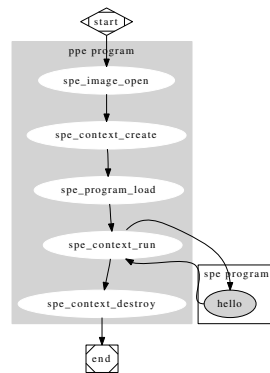 start
ppe program
spe_image_open
spe_context_create
spe_program_load
spe_context_run
spe program
hello
spe_context_destroy
end